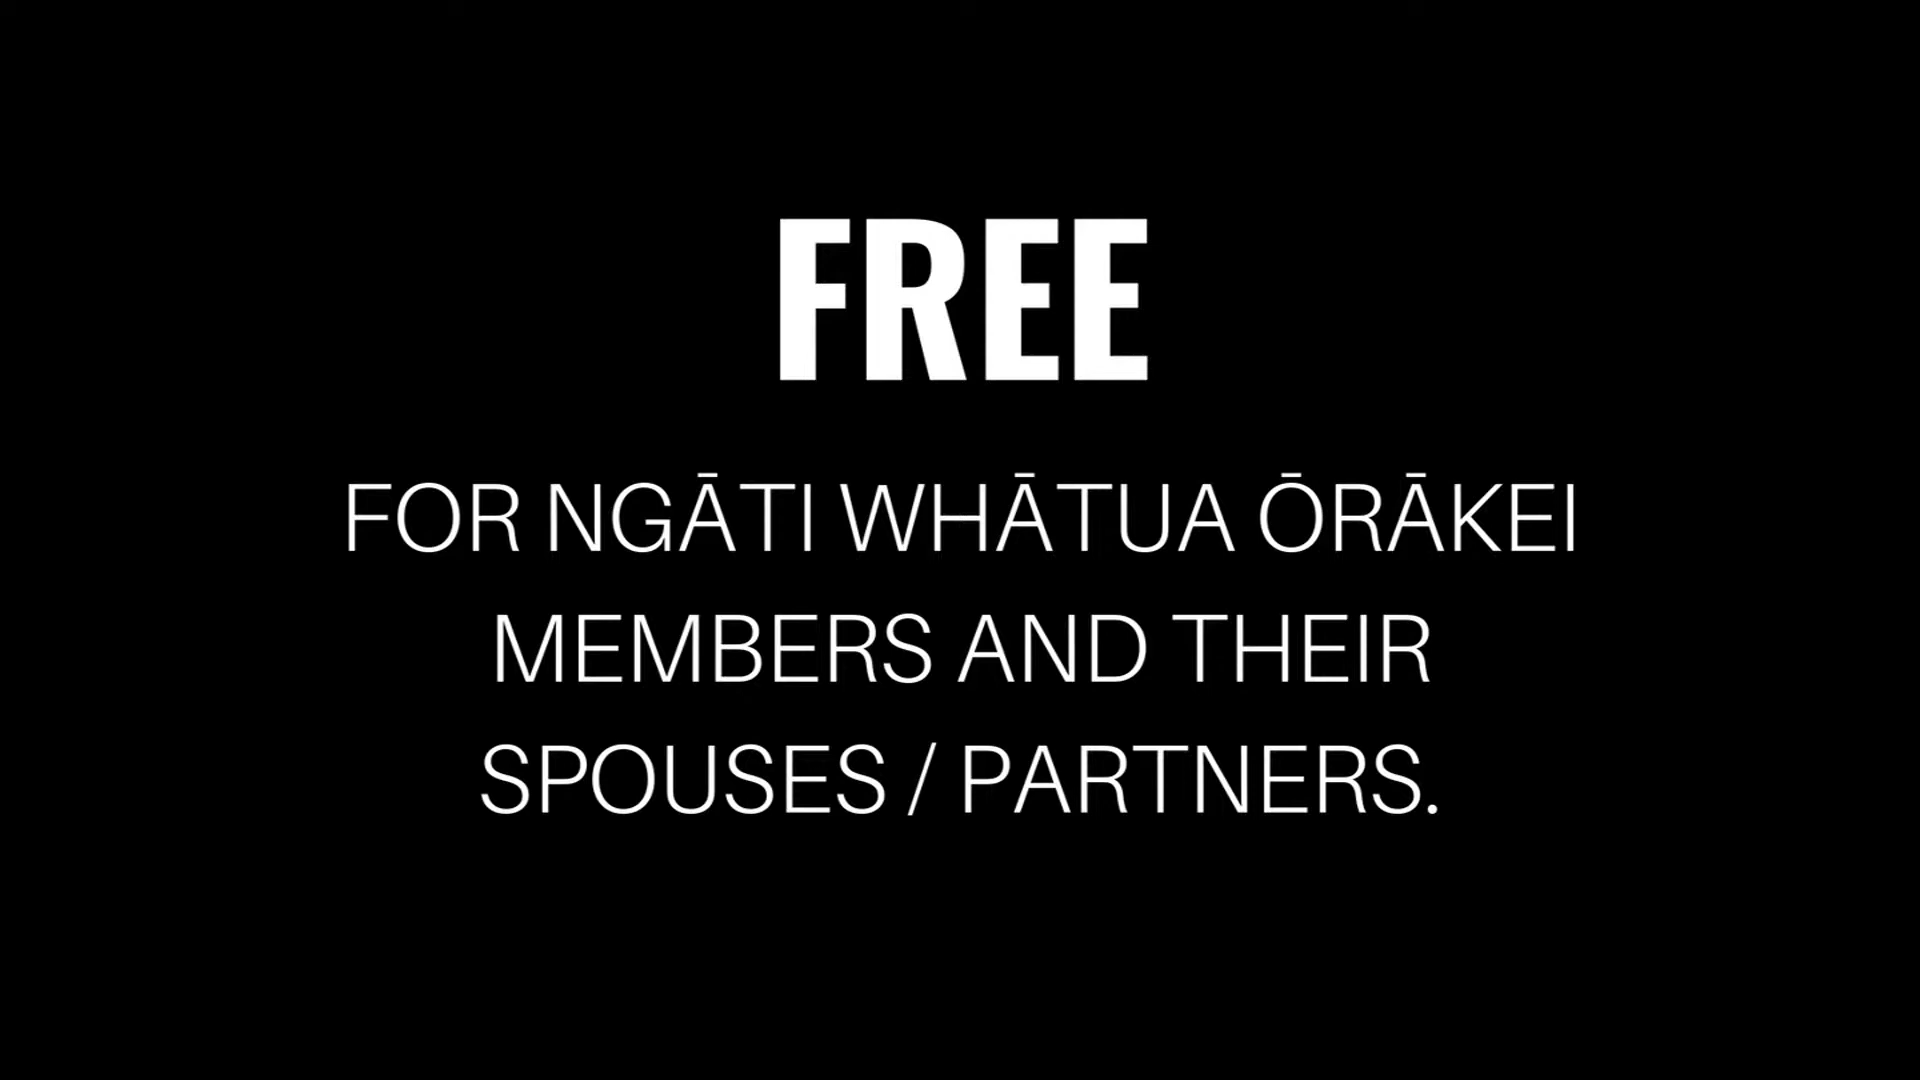 FREE
FOR NGĀTI WHĀTUA ŌRĀKEI
MEMBERS AND THEIR
SPOUSES / PARTNERS.